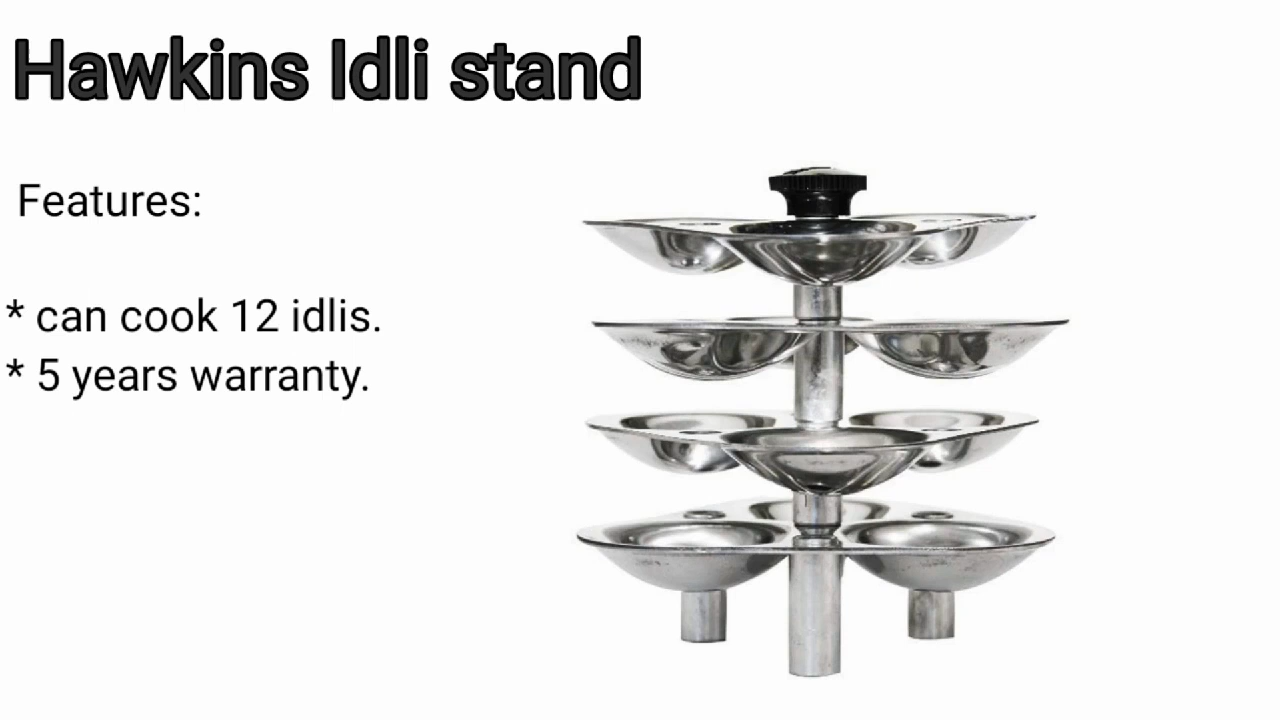 Hawkins Idli stand
Features:
* can cook 12 idlis.
* 5 years warranty.